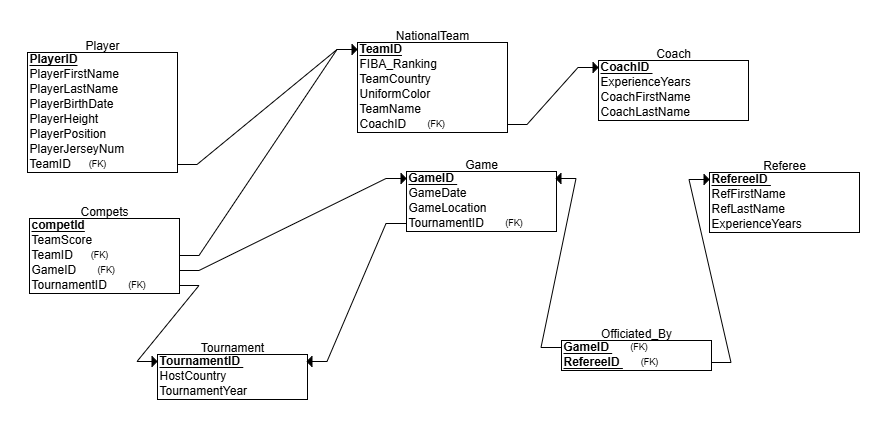 Player
PlayerID
PlayerFirstName
PlayerLastName
PlayerBirthDate
PlayerHeight
PlayerPosition
PlayerJerseyNum
TeamID (FK)
NationalTeam
TeamID
FIBA_Ranking
TeamCountry
UniformColor
TeamName
CoachID (FK)
Coach
CoachID
ExperienceYears
CoachFirstName
CoachLastName
Compets
competId
TeamScore
TeamID (FK)
GameID (FK)
TournamentID (FK)
Game
GameID
GameDate
GameLocation
TournamentID (FK)
Referee
RefereeID
RefFirstName
RefLastName
ExperienceYears
Tournament
TournamentID
HostCountry
TournamentYear
Officiated_By
GameID (FK)
RefereeID (FK)